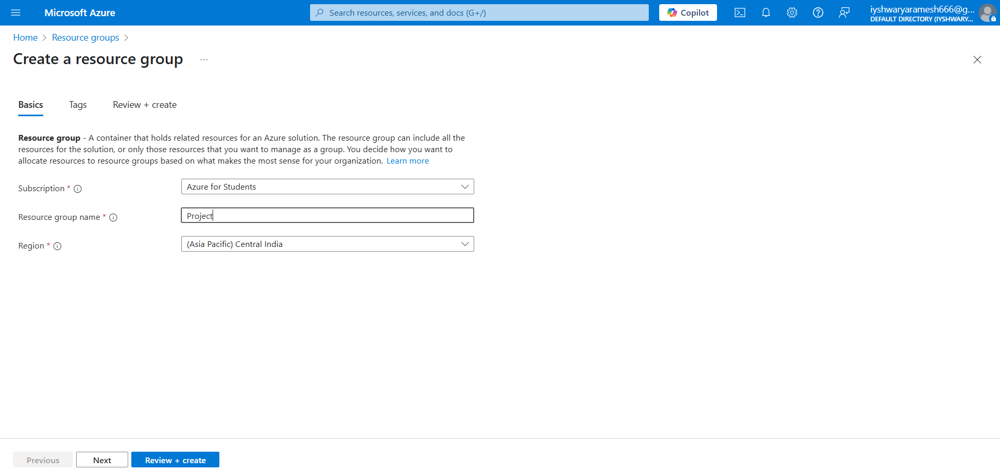 Microsoft Azure
Search resources, services, and docs (G+/)
Copilot
iyshwaryaramesh666@g...
DEFAULT DIRECTORY (IYSHWARY...
Home > Resource groups >
Create a resource group ...
Basics Tags Review + create
Resource group - A container that holds related resources for an Azure solution. The resource group can include all the
resources for the solution, or only those resources that you want to manage as a group. You decide how you want to
allocate resources to resource groups based on what makes the most sense for your organization. Learn more
Subscription * Azure for Students
Resource group name * Project
Region * (Asia Pacific) Central India
Previous Next Review + create